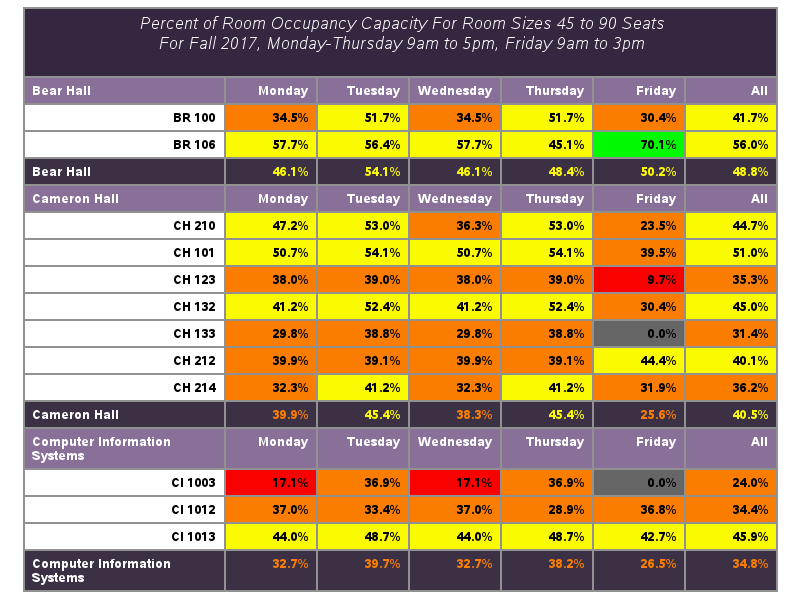 Percent of Room Occupancy Capacity For Room Sizes 45 to 90 Seats
For Fall 2017, Monday-Thursday 9am to 5pm, Friday 9am to 3pm
Bear Hall Monday Tuesday Wednesday Thursday Friday All
BR 100 34.5% 51.7% 34.5% 51.7% 30.4% 41.7%
BR 106 57.7% 56.4% 57.7% 45.1% 70.1% 56.0%
Bear Hall 46.1% 54.1% 46.1% 48.4% 50.2% 48.8%
Cameron Hall Monday Tuesday Wednesday Thursday Friday All
CH 210 47.2% 53.0% 36.3% 53.0% 23.5% 44.7%
CH 101 50.7% 54.1% 50.7% 54.1% 39.5% 51.0%
CH 123 38.0% 39.0% 38.0% 39.0% 9.7% 35.3%
CH 132 41.2% 52.4% 41.2% 52.4% 30.4% 45.0%
CH 133 29.8% 38.8% 29.8% 38.8% 0.0% 31.4%
CH 212 39.9% 39.1% 39.9% 39.1% 44.4% 40.1%
CH 214 32.3% 41.2% 32.3% 41.2% 31.9% 36.2%
Cameron Hall 39.9% 45.4% 38.3% 45.4% 25.6% 40.5%
Computer Information Monday Tuesday Wednesday Thursday Friday All
Systems
CI 1003 17.1% 36.9% 17.1% 36.9% 0.0% 24.0%
CI 1012 37.0% 33.4% 37.0% 28.9% 36.8% 34.4%
CI 1013 44.0% 48.7% 44.0% 48.7% 42.7% 45.9%
Computer Information 32.7% 39.7% 32.7% 38.2% 26.5% 34.8%
Systems